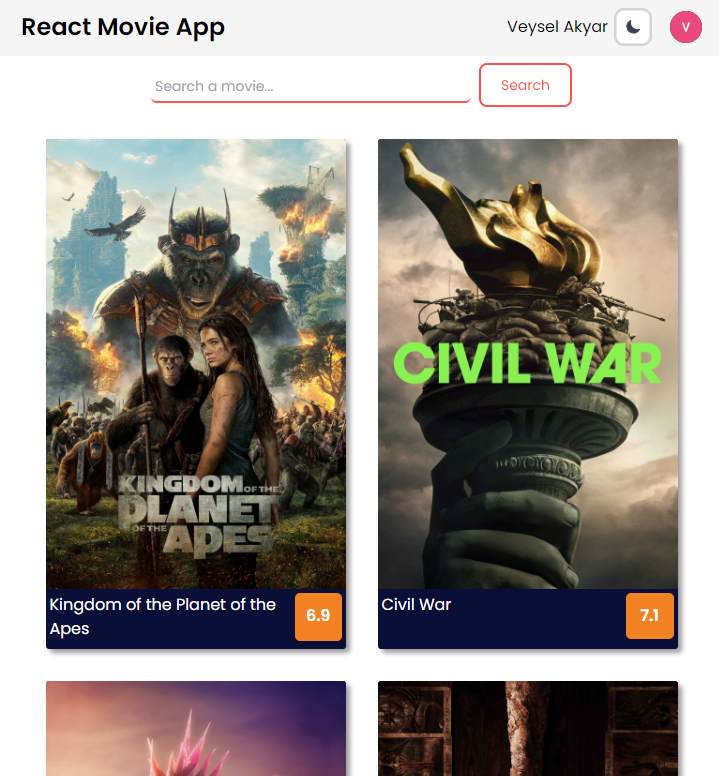 React Movie App
Veysel Akyar
V
Search a movie...
Search
KINGDOM OF THE
PLANET
OF THE
APES
CIVIL WAR
Kingdom of the Planet of the
Apes
6.9
Civil War
7.1